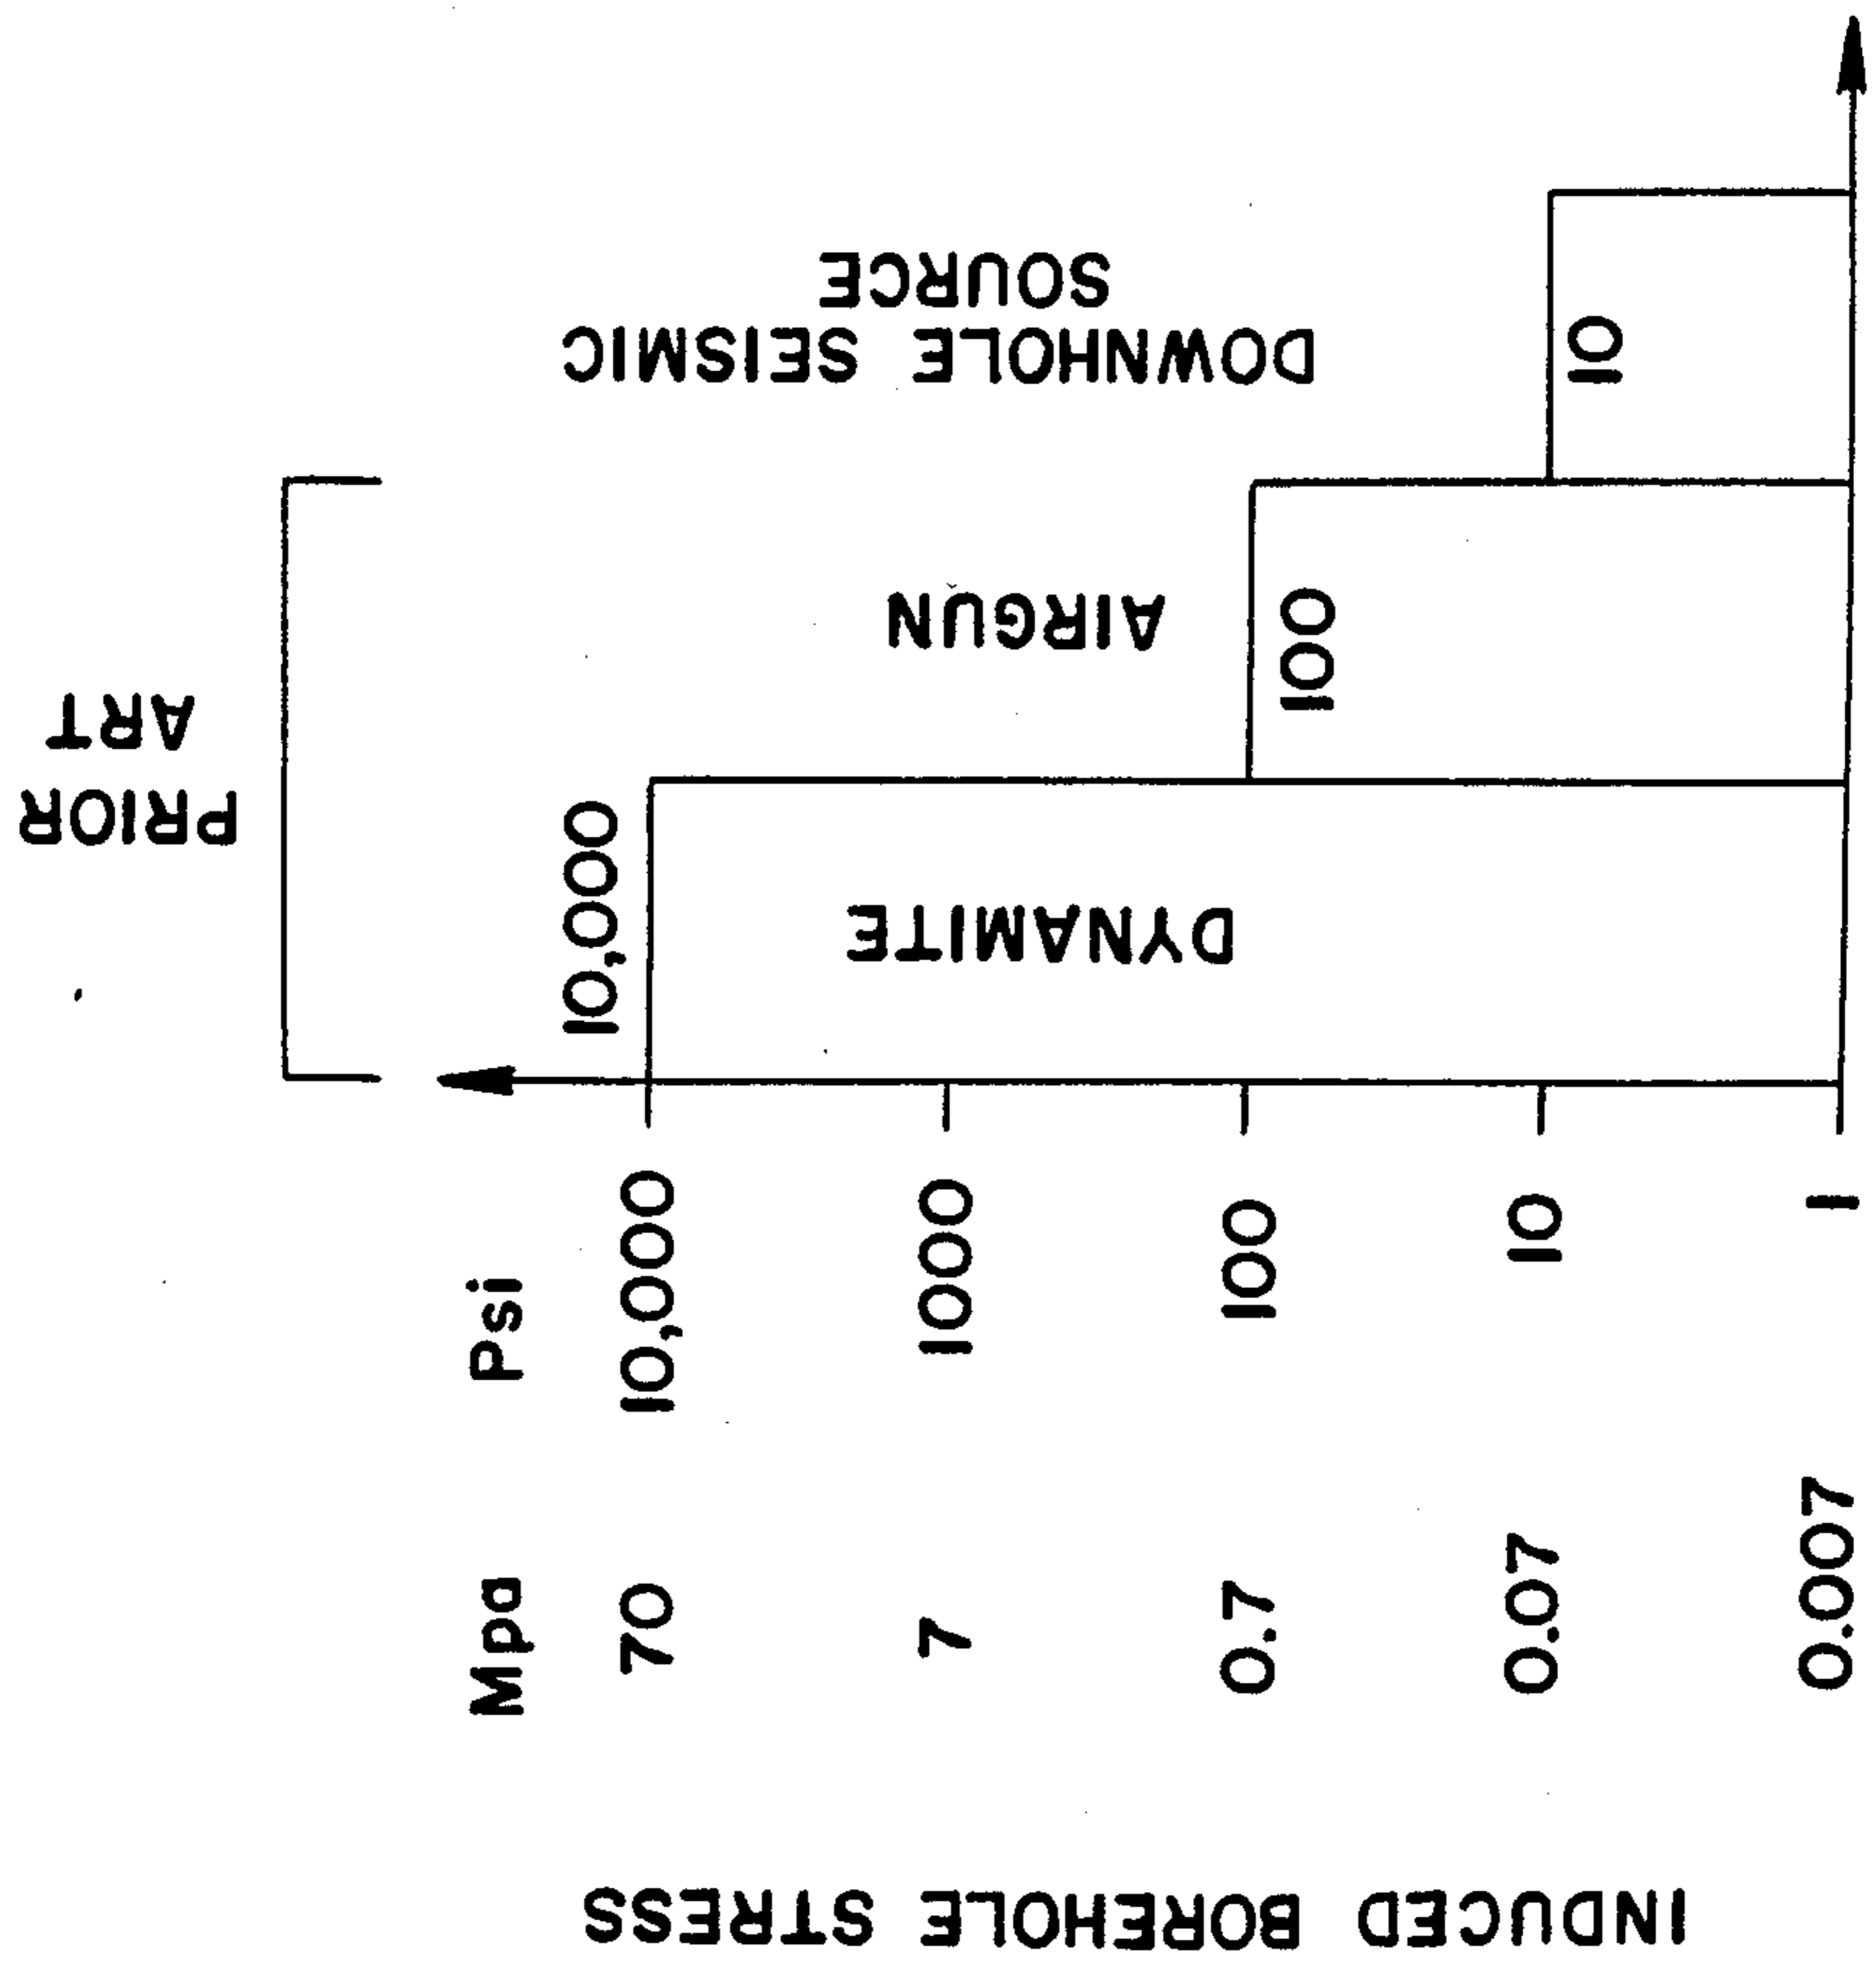 PRIOR
ART
Mpa Psi
70 10,000
7 1000
0.7 100
0.07 10
0.007 1
INDUCED BOREHOLE STRESS
10,000
DYNAMITE
AIRGUN
100
DOWNHOLE SEISMIC
SOURCE
10